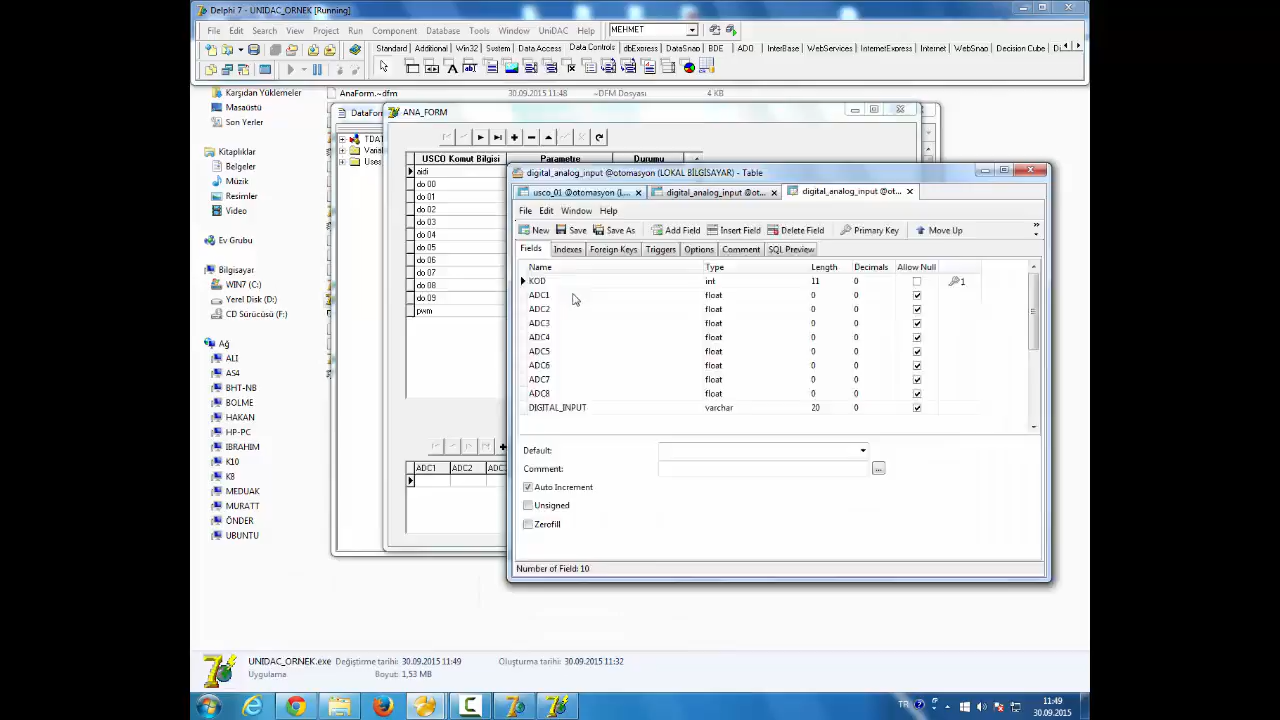 Delphi 7 - UNIDAC_ORNEK [Running]
File Edit Search View Project Run Component Database Tools Window UniDAC Help
MEHMET
Standard Additional Win32 System Data Access Data Controls dbExpress DataSnap BDE ADO InterBase WebServices InternetExpress Internet WebSnap Decision Cube
Karşıdan Yüklemeler
AnaForm.~dfm 30.09.2015 11:48 ~DFM Dosyası 4 KB
Masaüstü
Son Yerler
Kitaplıklar
Belgeler
Müzik
Resimler
Video
Ev Grubu
Bilgisayar
WIN7 (C:)
Yerel Disk (D:)
CD Sürücüsü (F:)
Ağ
ALI
AS4
BHT-NB
BOLME
HAKAN
HP-PC
IBRAHIM
K10
K8
MEDUAK
MURATT
ÖNDER
UBUNTU
DataForm
TDAT
Varial
Uses
ANA_FORM
USCO Komut Bilgisi Parametre Durumu
aidi
do 00
do 01
do 02
do 03
do 04
do 05
do 06
do 07
do 08
do 09
pwm
ADC1 ADC2 ADC3
digital_analog_input @otomasyon (LOKAL BİLGİSAYAR) - Table
usco_01 @otomasyon (L... digital_analog_input @ot... digital_analog_input @ot...
File Edit Window Help
New Save Save As Add Field Insert Field Delete Field Primary Key Move Up
Fields Indexes Foreign Keys Triggers Options Comment SQL Preview
Name Type Length Decimals Allow Null
KOD int 11 0 1
ADC1 float 0 0
ADC2 float 0 0
ADC3 float 0 0
ADC4 float 0 0
ADC5 float 0 0
ADC6 float 0 0
ADC7 float 0 0
ADC8 float 0 0
DIGITAL_INPUT varchar 20 0
Default:
Comment:
Auto Increment
Unsigned
Zerofill
Number of Field: 10
UNIDAC_ORNEK.exe Değiştirme tarihi: 30.09.2015 11:49 Oluşturma tarihi: 30.09.2015 11:32
Uygulama Boyut: 1,53 MB
TR
11:49
30.09.2015